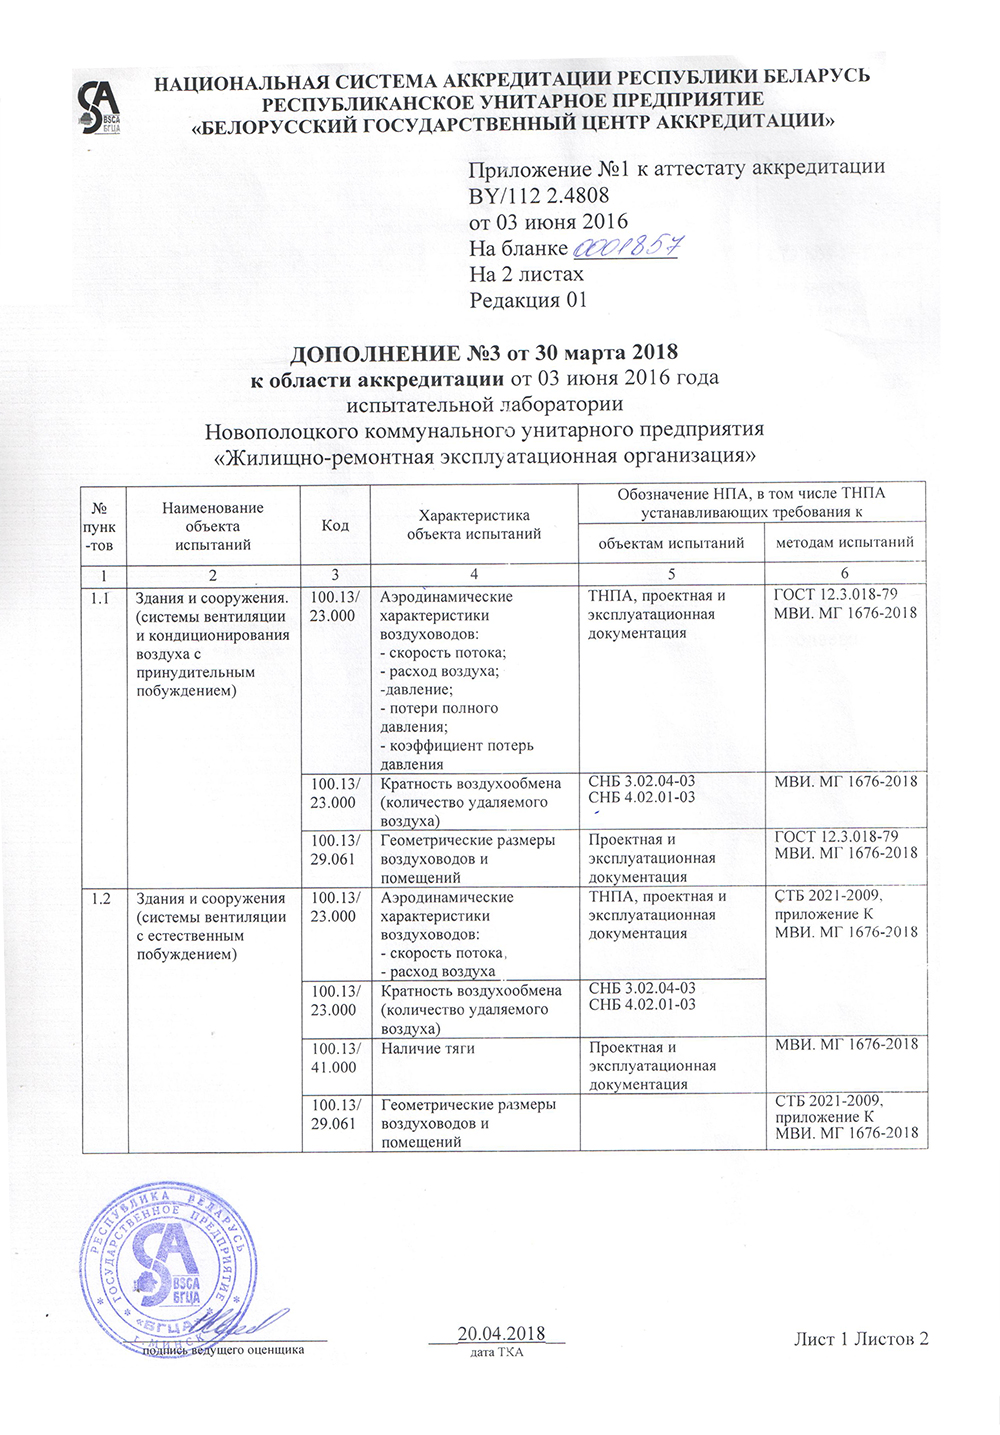 НАЦИОНАЛЬНАЯ СИСТЕМА АККРЕДИТАЦИИ РЕСПУБЛИКИ БЕЛАРУСЬ
РЕСПУБЛИКАНСКОЕ УНИТАРНОЕ ПРЕДПРИЯТИЕ
«БЕЛОРУССКИЙ ГОСУДАРСТВЕННЫЙ ЦЕНТР АККРЕДИТАЦИИ»
BSCA
БГЦА
Приложение №1 к аттестату аккредитации
BY/112 2.4808
от 03 июня 2016
На бланке 0001857
На 2 листах
Редакция 01
ДОПОЛНЕНИЕ №3 от 30 марта 2018
к области аккредитации от 03 июня 2016 года
испытательной лаборатории
Новополоцкого коммунального унитарного предприятия
«Жилищно-ремонтная эксплуатационная организация»
№
пунк
-тов
Наименование
объекта
испытаний
Код
Характеристика
объекта испытаний
Обозначение НПА, в том числе ТНПА
устанавливающих требования к
объектам испытаний
методам испытаний
1 2 3 4 5 6
1.1
Здания и сооружения.
(системы вентиляции
и кондиционирования
воздуха с
принудительным
побуждением)
100.13/
23.000
Аэродинамические
характеристики
воздуховодов:
- скорость потока;
- расход воздуха;
-давление;
- потери полного
давления;
- коэффициент потерь
давления
ТНПА, проектная и
эксплуатационная
документация
ГОСТ 12.3.018-79
МВИ. МГ 1676-2018
100.13/
23.000
Кратность воздухообмена
(количество удаляемого
воздуха)
СНБ 3.02.04-03
СНБ 4.02.01-03
МВИ. МГ 1676-2018
100.13/
29.061
Геометрические размеры
воздуховодов и
помещений
Проектная и
эксплуатационная
документация
ГОСТ 12.3.018-79
МВИ. МГ 1676-2018
1.2
Здания и сооружения
(системы вентиляции
с естественным
побуждением)
100.13/
23.000
Аэродинамические
характеристики
воздуховодов:
- скорость потока,
- расход воздуха
ТНПА, проектная и
эксплуатационная
документация
СТБ 2021-2009,
приложение К
МВИ. МГ 1676-2018
100.13/
23.000
Кратность воздухообмена
(количество удаляемого
воздуха)
СНБ 3.02.04-03
СНБ 4.02.01-03
100.13/
41.000
Наличие тяги
Проектная и
эксплуатационная
документация
МВИ. МГ 1676-2018
100.13/
29.061
Геометрические размеры
воздуховодов и
помещений
СТБ 2021-2009,
приложение К
МВИ. МГ 1676-2018
РЕСПУБЛИКА БЕЛАРУСЬ
ГОСУДАРСТВЕННОЕ ПРЕДПРИЯТИЕ
BSCA
БГЦА
«БГЦА»
г. МИНСК
подпись ведущего оценщика
20.04.2018
дата ТКА
Лист 1 Листов 2